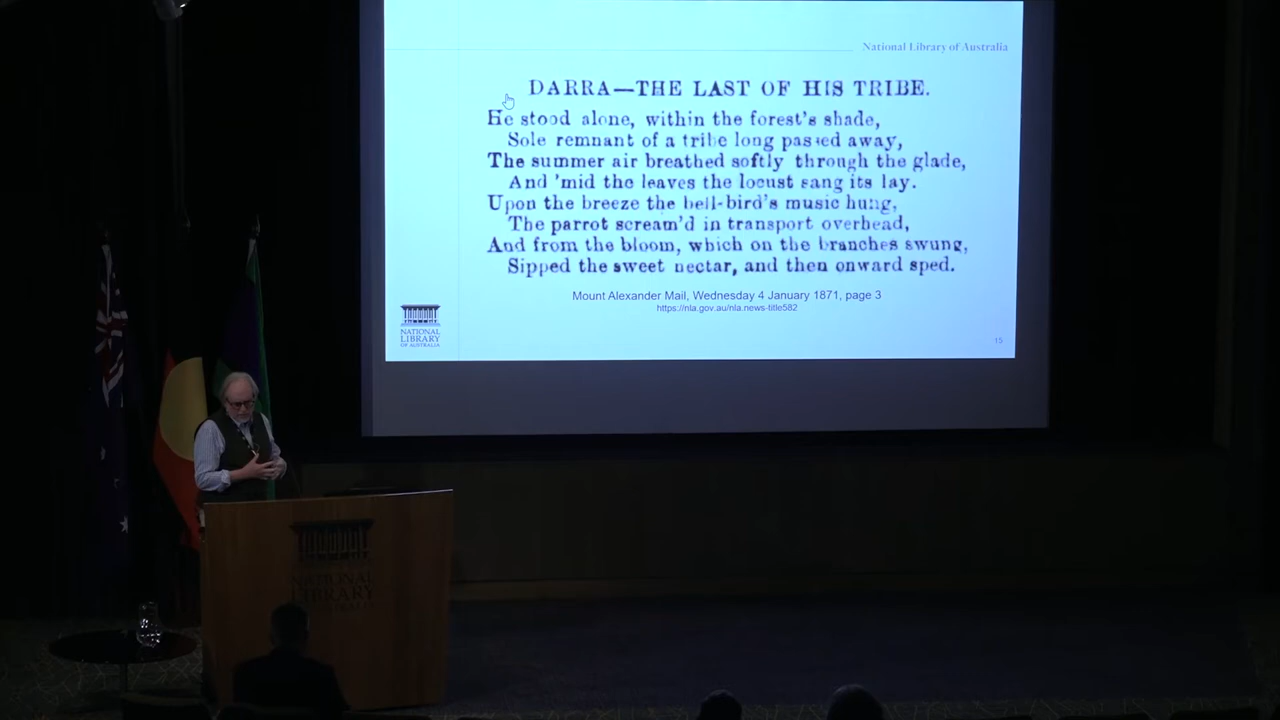 National Library of Australia
DARRA—THE LAST OF HIS TRIBE.
He stood alone, within the forest's shade,
Sole remnant of a tribe long passed away,
The summer air breathed softly through the glade,
And 'mid the leaves the locust sang its lay.
Upon the breeze the bell-bird's music hung,
The parrot scream'd in transport overhead,
And from the bloom, which on the branches swung,
Sipped the sweet nectar, and then onward sped.
Mount Alexander Mail, Wednesday 4 January 1871, page 3
https://nla.gov.au/nla.news-title582
NATIONAL
LIBRARY
OF AUSTRALIA
15
NATIONAL
LIBRARY
OF AUSTRALIA